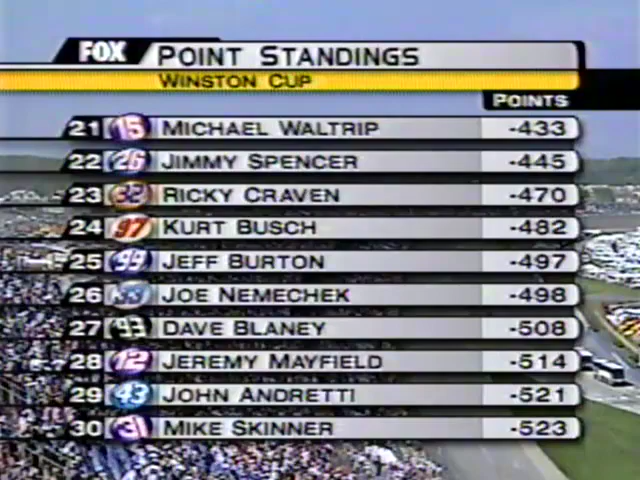 FOX POINT STANDINGS
WINSTON CUP
POINTS
21 15 MICHAEL WALTRIP -433
22 26 JIMMY SPENCER -445
23 32 RICKY CRAVEN -470
24 97 KURT BUSCH -482
25 99 JEFF BURTON -497
26 33 JOE NEMECHEK -498
27 93 DAVE BLANEY -508
28 12 JEREMY MAYFIELD -514
29 43 JOHN ANDRETTI -521
30 31 MIKE SKINNER -523